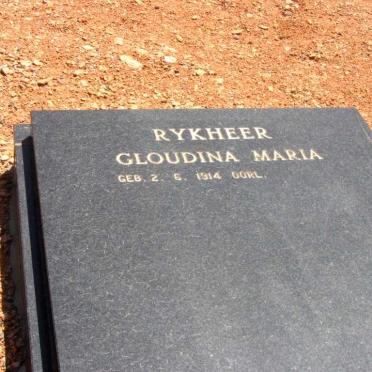 RYKHEER
GLOUDINA MARIA
GEB. 2. 6. 1914 OORL.